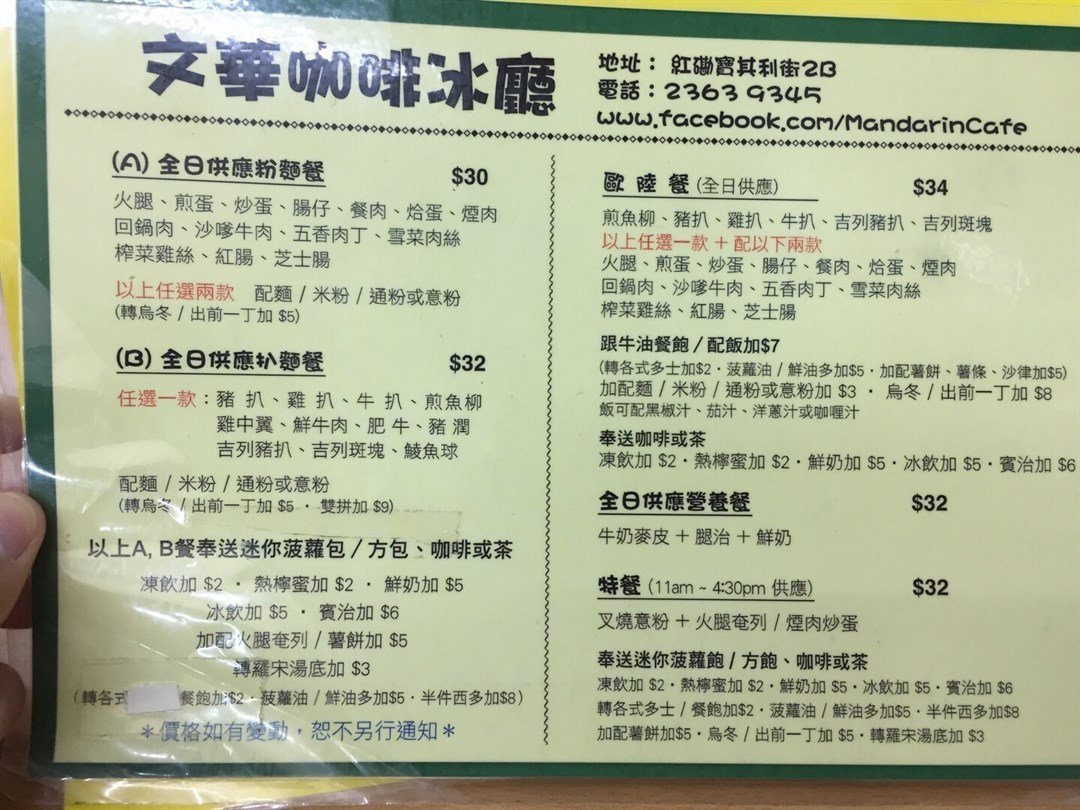 文華咖啡冰廳
地址：紅磡寶其利街2B
電話：2363 9345
www.facebook.com/MandarinCafe
(A) 全日供應粉麵餐 $30
火腿、煎蛋、炒蛋、腸仔、餐肉、烚蛋、煙肉
回鍋肉、沙嗲牛肉、五香肉丁、雪菜肉絲
榨菜雞絲、紅腸、芝士腸
以上任選兩款 配麵 / 米粉 / 通粉或意粉
(轉烏冬 / 出前一丁加 $5)
(B) 全日供應扒麵餐 $32
任選一款：豬 扒、雞 扒、牛 扒、煎魚柳
雞中翼、鮮牛肉、肥 牛、豬 潤
吉列豬扒、吉列斑塊、鯪魚球
配麵 / 米粉 / 通粉或意粉
(轉烏冬 / 出前一丁加 $5 · 雙拼加 $9)
以上A, B餐奉送迷你菠蘿包 / 方包、咖啡或茶
凍飲加 $2 · 熱檸蜜加 $2 · 鮮奶加 $5
冰飲加 $5 · 賓治加 $6
加配火腿奄列 / 薯餅加 $5
轉羅宋湯底加 $3
(轉各式 餐飽加$2 · 菠蘿油 / 鮮油多加$5 · 半件西多加$8)
*價格如有變動，恕不另行通知*
歐 陸 餐 (全日供應) $34
煎魚柳、豬扒、雞扒、牛扒、吉列豬扒、吉列斑塊
以上任選一款 + 配以下兩款
火腿、煎蛋、炒蛋、腸仔、餐肉、烚蛋、煙肉
回鍋肉、沙嗲牛肉、五香肉丁、雪菜肉絲
榨菜雞絲、紅腸、芝士腸
跟牛油餐飽 / 配飯加$7
(轉各式多士加$2 · 菠蘿油 / 鮮油多加$5 · 加配薯餅、薯條、沙律加$5)
加配麵 / 米粉 / 通粉或意粉加 $3 · 烏冬 / 出前一丁加 $8
飯可配黑椒汁、茄汁、洋蔥汁或咖喱汁
奉送咖啡或茶
凍飲加 $2 · 熱檸蜜加 $2 · 鮮奶加 $5 · 冰飲加 $5 · 賓治加 $6
全日供應營養餐 $32
牛奶麥皮 + 腿治 + 鮮奶
特餐 (11am ~ 4:30pm 供應) $32
叉燒意粉 + 火腿奄列 / 煙肉炒蛋
奉送迷你菠蘿飽 / 方飽、咖啡或茶
凍飲加 $2 · 熱檸蜜加 $2 · 鮮奶加 $5 · 冰飲加 $5 · 賓治加 $6
轉各式多士 / 餐飽加$2 · 菠蘿油 / 鮮油多加$5 · 半件西多加$8
加配薯餅加$5 · 烏冬 / 出前一丁加 $5 · 轉羅宋湯底加 $3